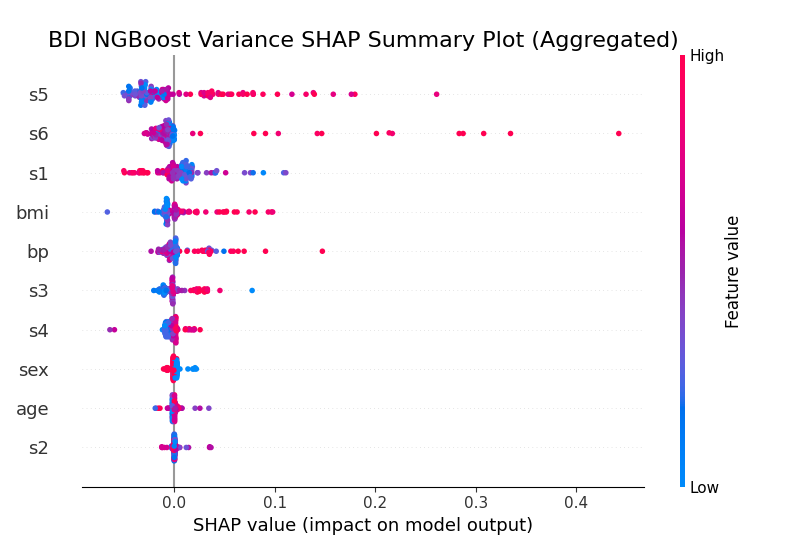 BDI NGBoost Variance SHAP Summary Plot (Aggregated)
High
s5
s6
s1
bmi
bp
s3
s4
sex
age
s2
Feature value
Low
0.0 0.1 0.2 0.3 0.4
SHAP value (impact on model output)